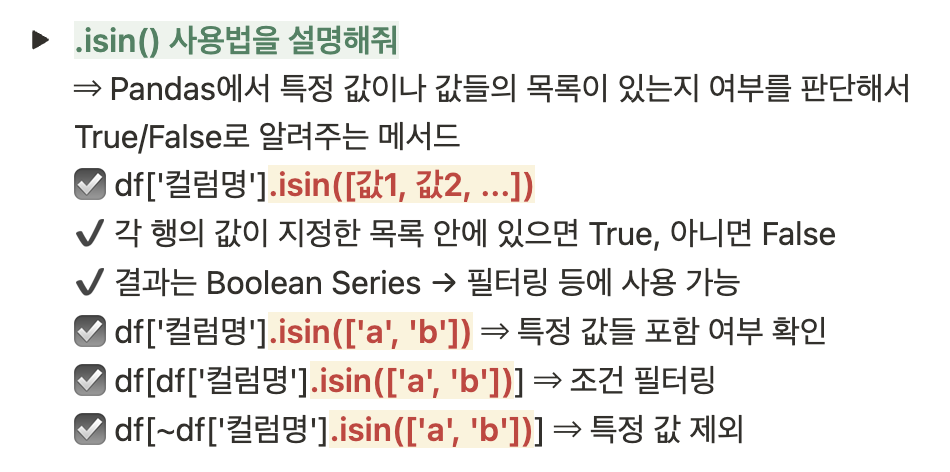 ▶ .isin() 사용법을 설명해줘
⇒ Pandas에서 특정 값이나 값들의 목록이 있는지 여부를 판단해서
True/False로 알려주는 메서드
☑ df['컬럼명'].isin([값1, 값2, ...])
✔ 각 행의 값이 지정한 목록 안에 있으면 True, 아니면 False
✔ 결과는 Boolean Series → 필터링 등에 사용 가능
☑ df['컬럼명'].isin(['a', 'b']) ⇒ 특정 값들 포함 여부 확인
☑ df[df['컬럼명'].isin(['a', 'b'])] ⇒ 조건 필터링
☑ df[~df['컬럼명'].isin(['a', 'b'])] ⇒ 특정 값 제외